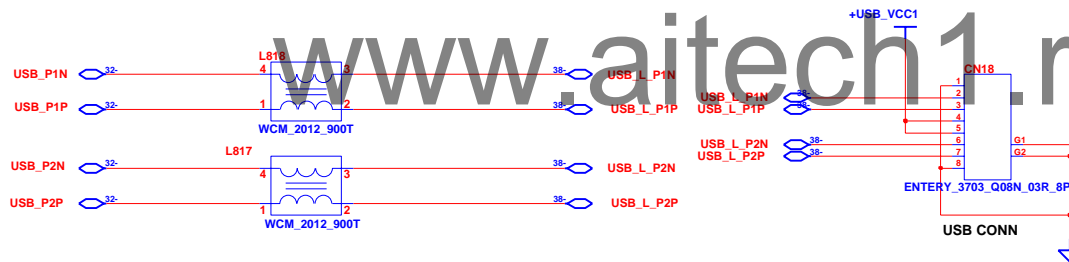 www.aitech1.r
+USB_VCC1
L818
USB_P1N 32- 4 3 38- USB_L_P1N
USB_P1P 32- 1 2 38- USB_L_P1P
WCM_2012_900T
L817
USB_P2N 32- 4 3 38- USB_L_P2N
USB_P2P 32- 1 2 38- USB_L_P2P
WCM_2012_900T
CN18
1
USB_L_P1N 38- 2
USB_L_P1P 38- 3
4
5
USB_L_P2N 38- 6 G1
USB_L_P2P 38- 7 G2
8
ENTERY_3703_Q08N_03R_8P
USB CONN